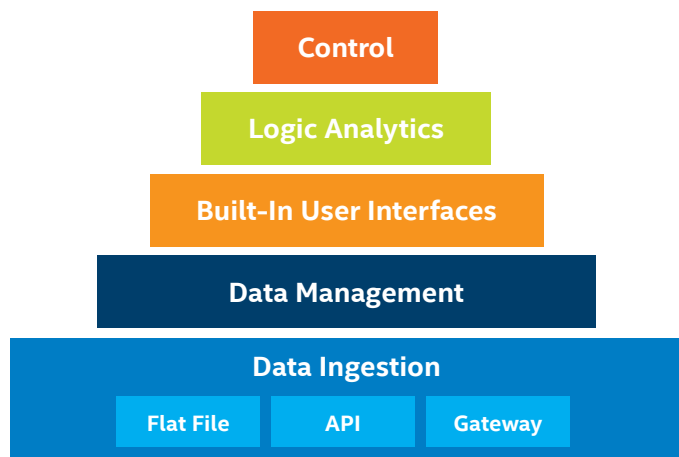 Control
Logic Analytics
Built-In User Interfaces
Data Management
Data Ingestion
Flat File
API
Gateway